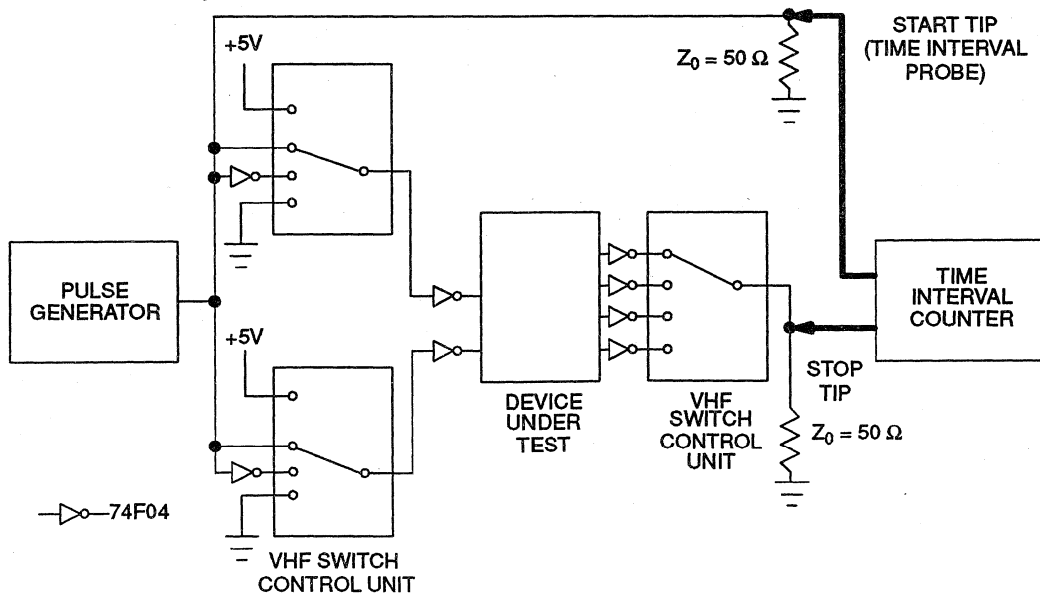 +5V
Z₀ = 50 Ω
START TIP
(TIME INTERVAL
PROBE)
PULSE
GENERATOR
TIME
INTERVAL
COUNTER
+5V
STOP
TIP
DEVICE
UNDER
TEST
VHF
SWITCH
CONTROL
UNIT
Z₀ = 50 Ω
74F04
VHF SWITCH
CONTROL UNIT